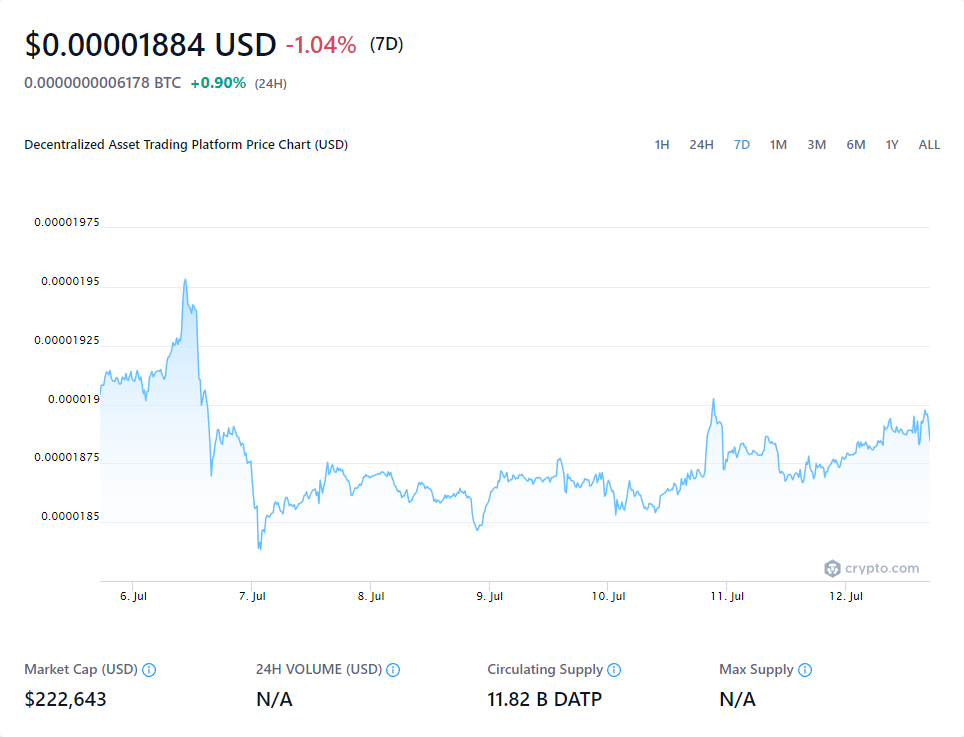 $0.00001884 USD -1.04% (7D)
0.0000000006178 BTC +0.90% (24H)
Decentralized Asset Trading Platform Price Chart (USD) 1H 24H 7D 1M 3M 6M 1Y ALL
0.00001975
0.0000195
0.00001925
0.000019
0.00001875
0.0000185
crypto.com
6. Jul 7. Jul 8. Jul 9. Jul 10. Jul 11. Jul 12. Jul
Market Cap (USD) 24H VOLUME (USD) Circulating Supply Max Supply
$222,643 N/A 11.82 B DATP N/A